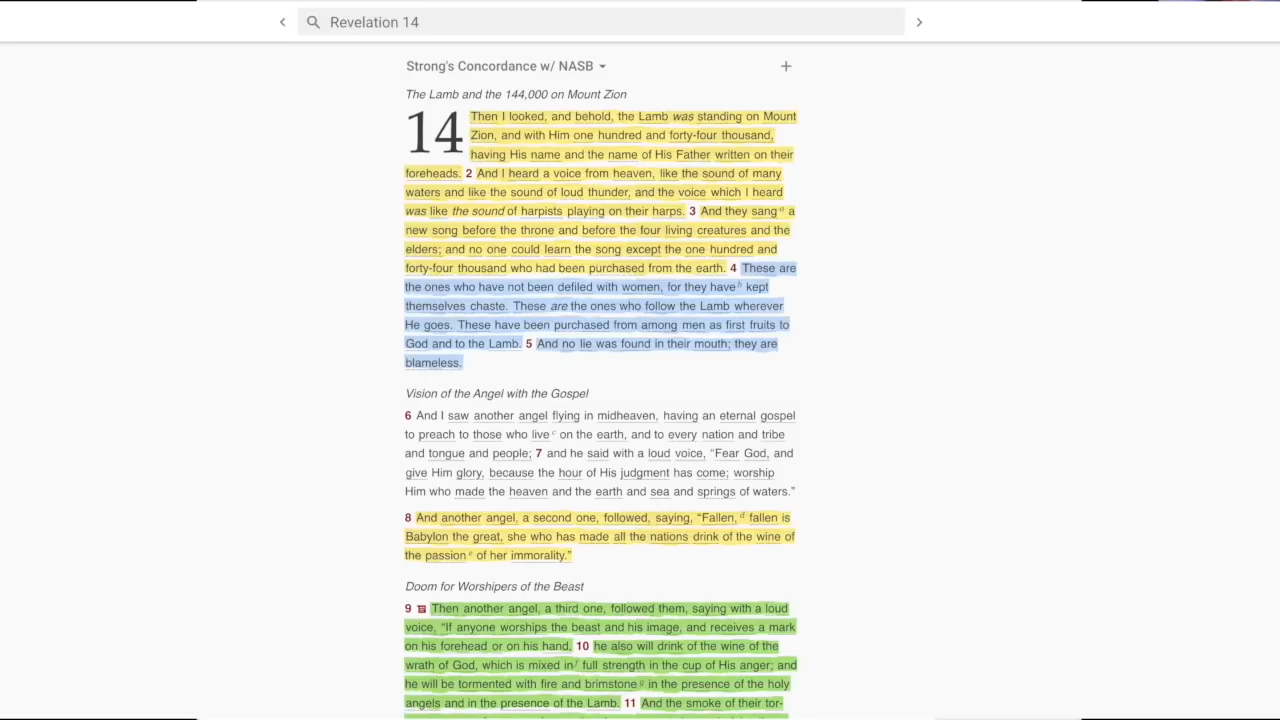 Revelation 14
Strong's Concordance w/ NASB
The Lamb and the 144,000 on Mount Zion
14 Then I looked, and behold, the Lamb was standing on Mount
Zion, and with Him one hundred and forty-four thousand,
having His name and the name of His Father written on their
foreheads. 2 And I heard a voice from heaven, like the sound of many
waters and like the sound of loud thunder, and the voice which I heard
was like the sound of harpists playing on their harps. 3 And they sang a a
new song before the throne and before the four living creatures and the
elders; and no one could learn the song except the one hundred and
forty-four thousand who had been purchased from the earth. 4 These are
the ones who have not been defiled with women, for they have b kept
themselves chaste. These are the ones who follow the Lamb wherever
He goes. These have been purchased from among men as first fruits to
God and to the Lamb. 5 And no lie was found in their mouth; they are
blameless.
Vision of the Angel with the Gospel
6 And I saw another angel flying in midheaven, having an eternal gospel
to preach to those who live c on the earth, and to every nation and tribe
and tongue and people; 7 and he said with a loud voice, “Fear God, and
give Him glory, because the hour of His judgment has come; worship
Him who made the heaven and the earth and sea and springs of waters.”
8 And another angel, a second one, followed, saying, “Fallen, d fallen is
Babylon the great, she who has made all the nations drink of the wine of
the passion e of her immorality.”
Doom for Worshipers of the Beast
9 Then another angel, a third one, followed them, saying with a loud
voice, “If anyone worships the beast and his image, and receives a mark
on his forehead or on his hand, 10 he also will drink of the wine of the
wrath of God, which is mixed in f full strength in the cup of His anger; and
he will be tormented with fire and brimstone g in the presence of the holy
angels and in the presence of the Lamb. 11 And the smoke of their tor-